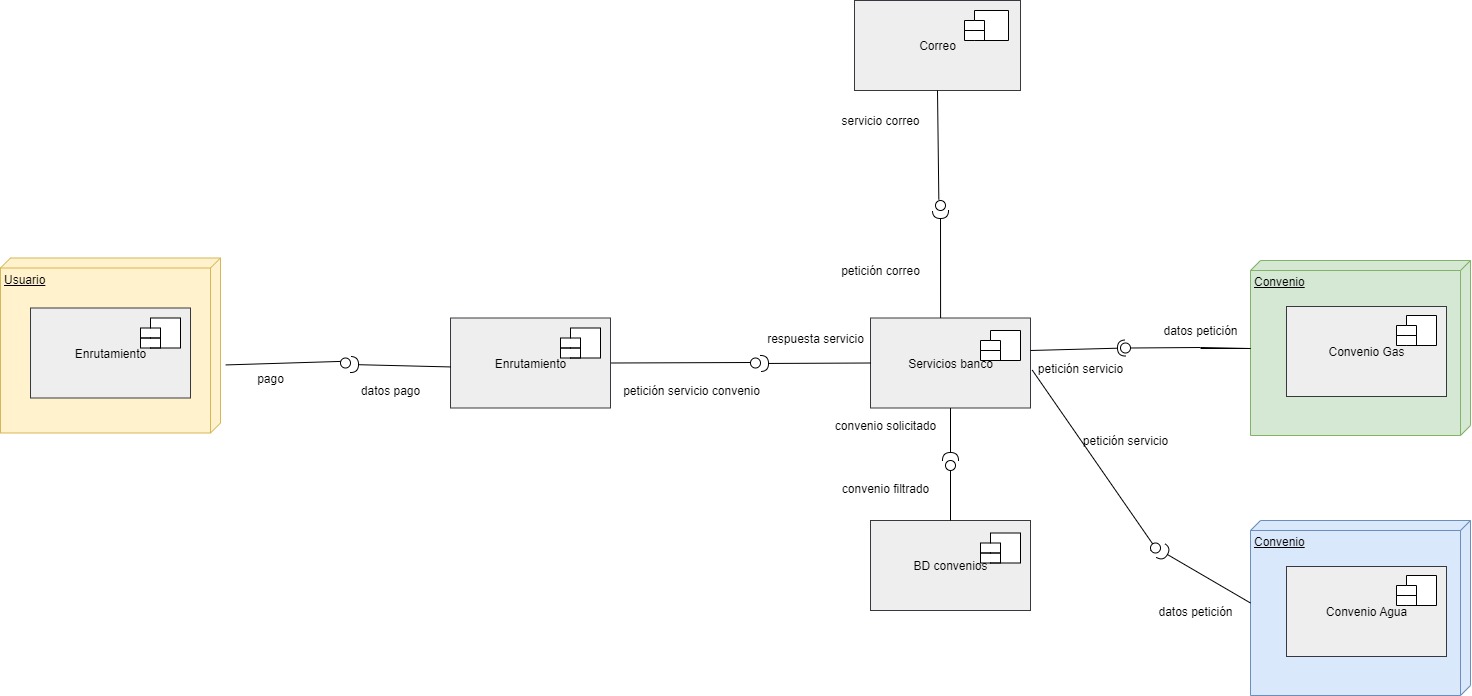 Correo
servicio correo
petición correo
Usuario
Enrutamiento
pago
datos pago
Enrutamiento
petición servicio convenio
respuesta servicio
Servicios banco
petición servicio
datos petición
Convenio
Convenio Gas
convenio solicitado
convenio filtrado
BD convenios
petición servicio
datos petición
Convenio
Convenio Agua